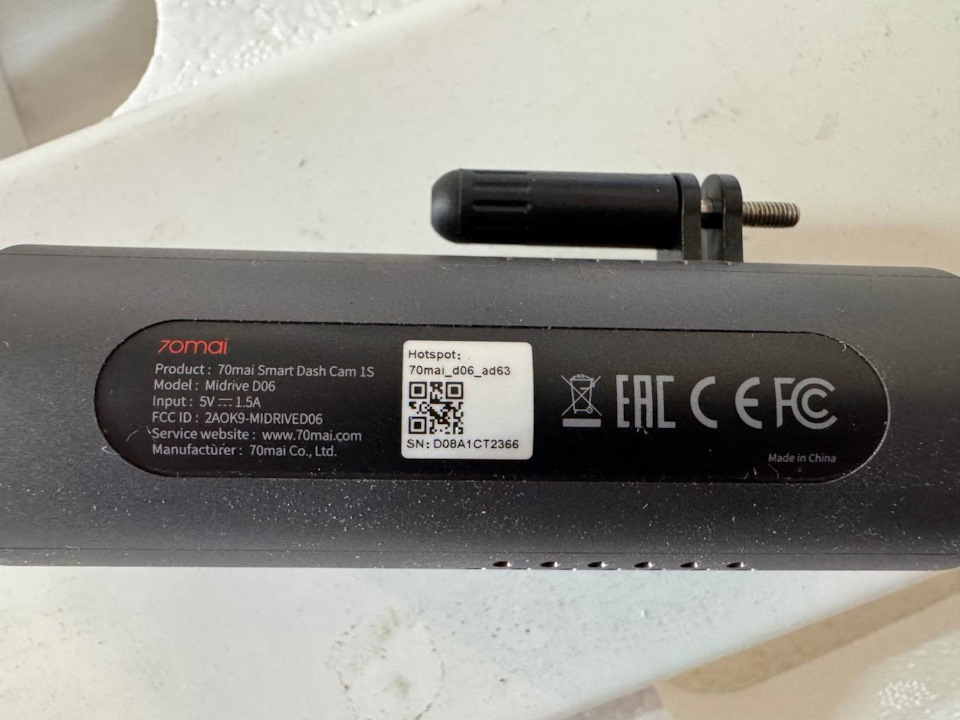 70mai
Product : 70mai Smart Dash Cam 1S
Model : Midrive D06
Input : 5V ⎓ 1.5A
FCC ID : 2AOK9-MIDRIVED06
Service website : www.70mai.com
Manufacturer : 70mai Co., Ltd.
Hotspot:
70mai_d06_ad63
SN: D08A1CT2366
EAC CE FC
Made in China